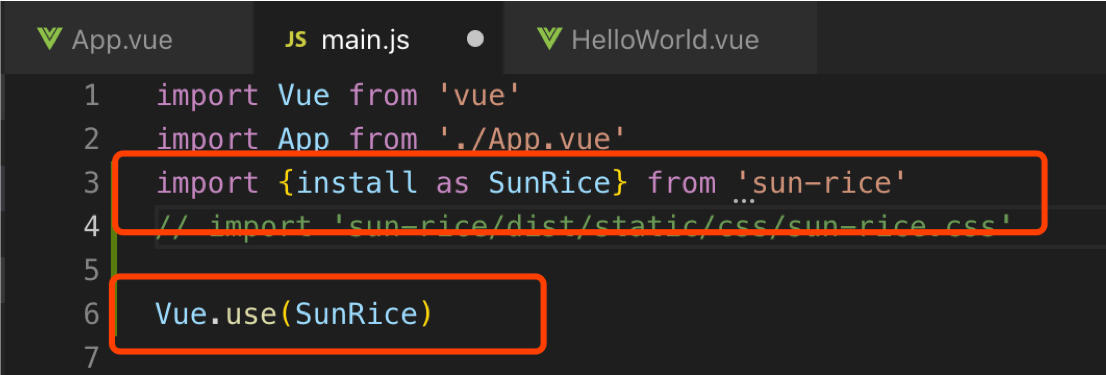 App.vue
JS main.js
HelloWorld.vue
1 import Vue from 'vue'
2 import App from './App.vue'
3 import {install as SunRice} from 'sun-rice'
4 // import 'sun-rice/dist/static/css/sun-rice.css'
5
6 Vue.use(SunRice)
7